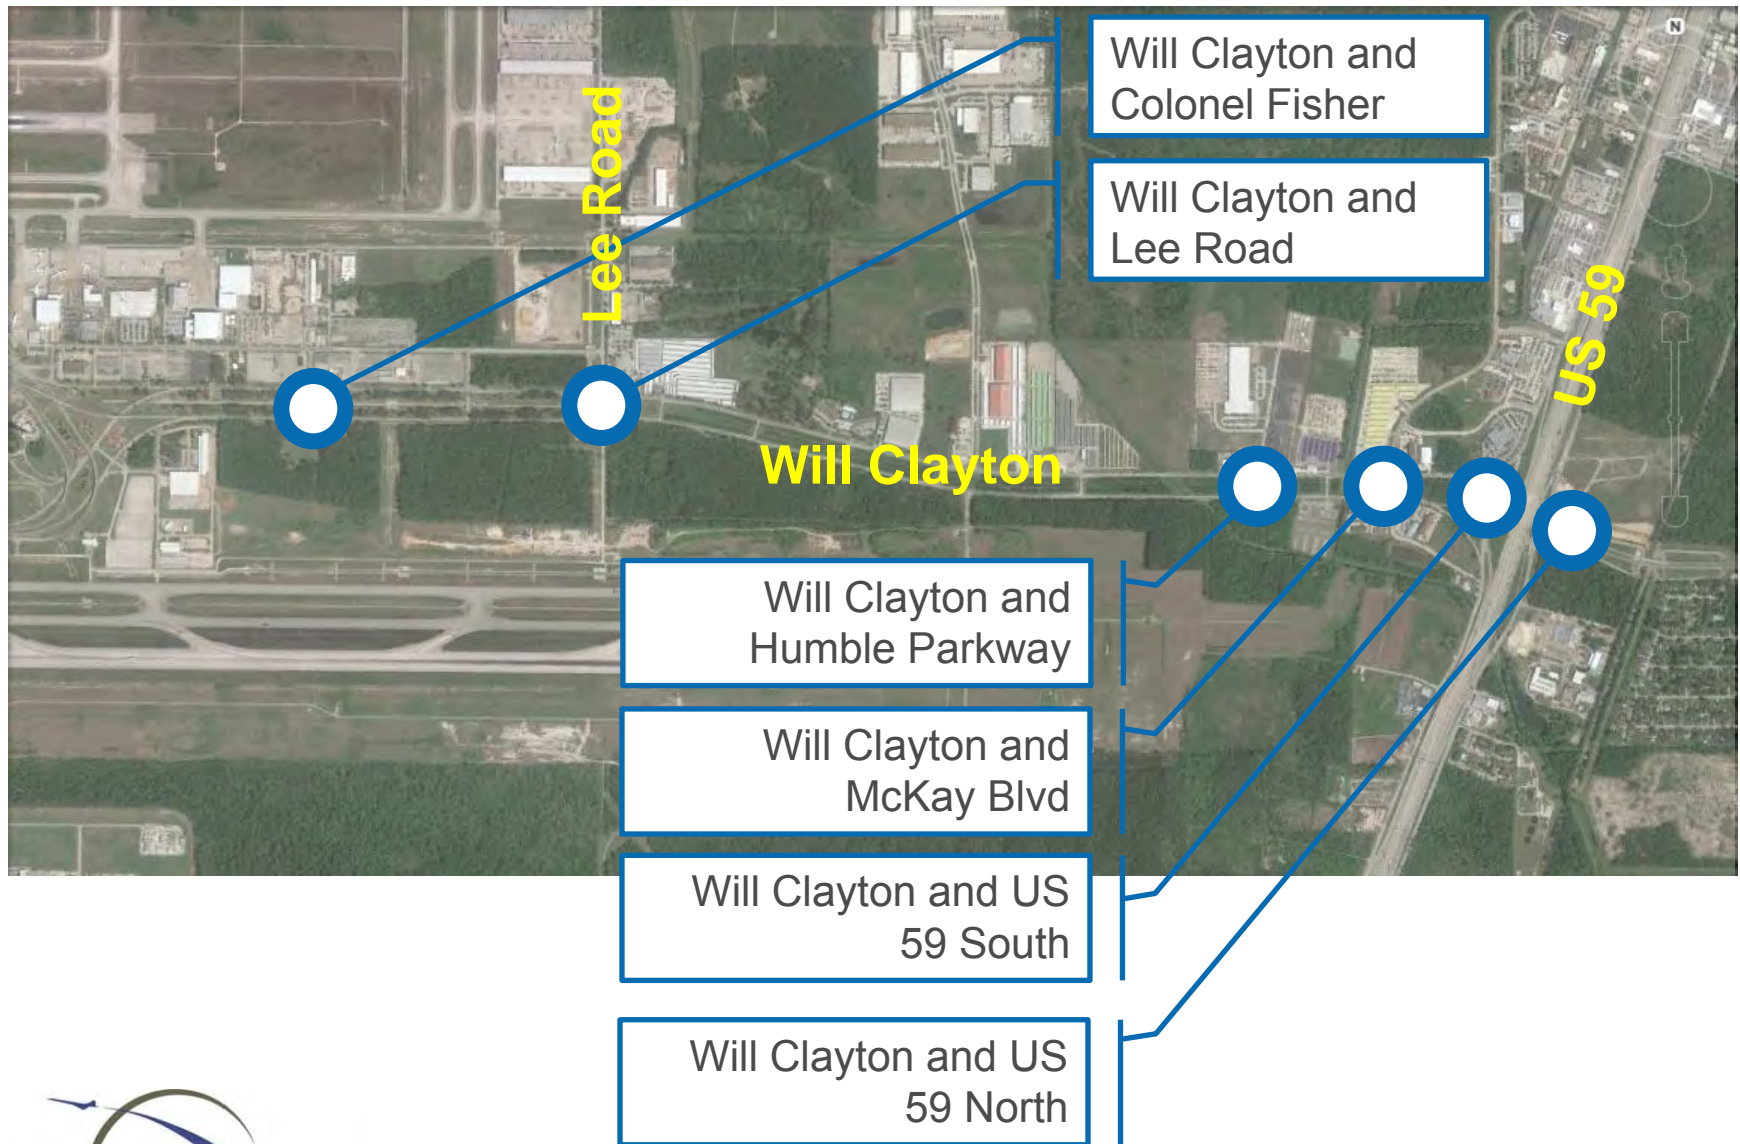 N
Will Clayton and
Colonel Fisher
Lee Road
Will Clayton and
Lee Road
US 59
Will Clayton
Will Clayton and
Humble Parkway
Will Clayton and
McKay Blvd
Will Clayton and US
59 South
Will Clayton and US
59 North